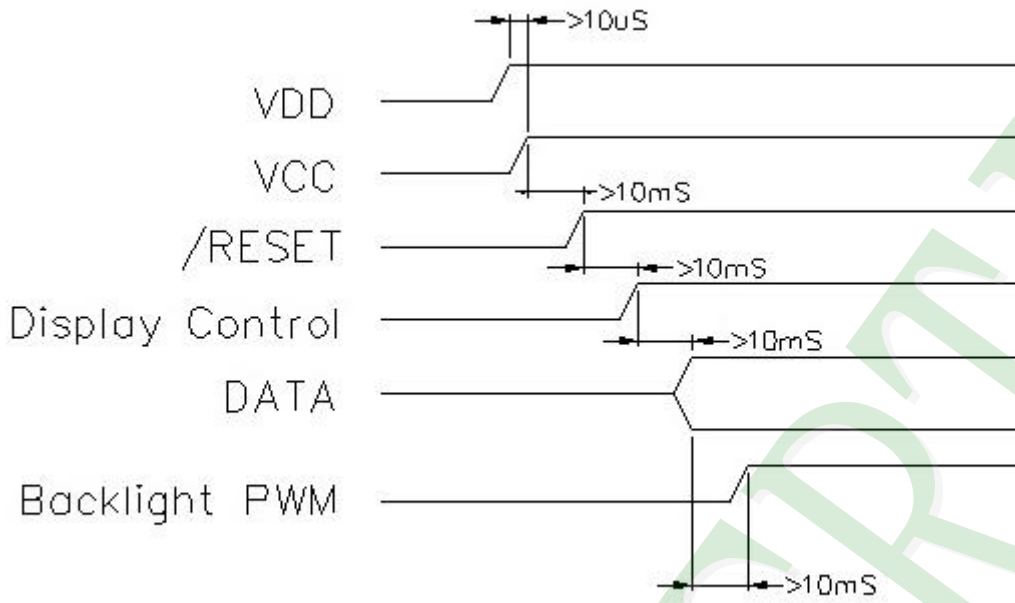 >10uS
VDD
VCC
>10mS
/RESET
>10mS
Display Control
>10mS
DATA
Backlight PWM
>10mS